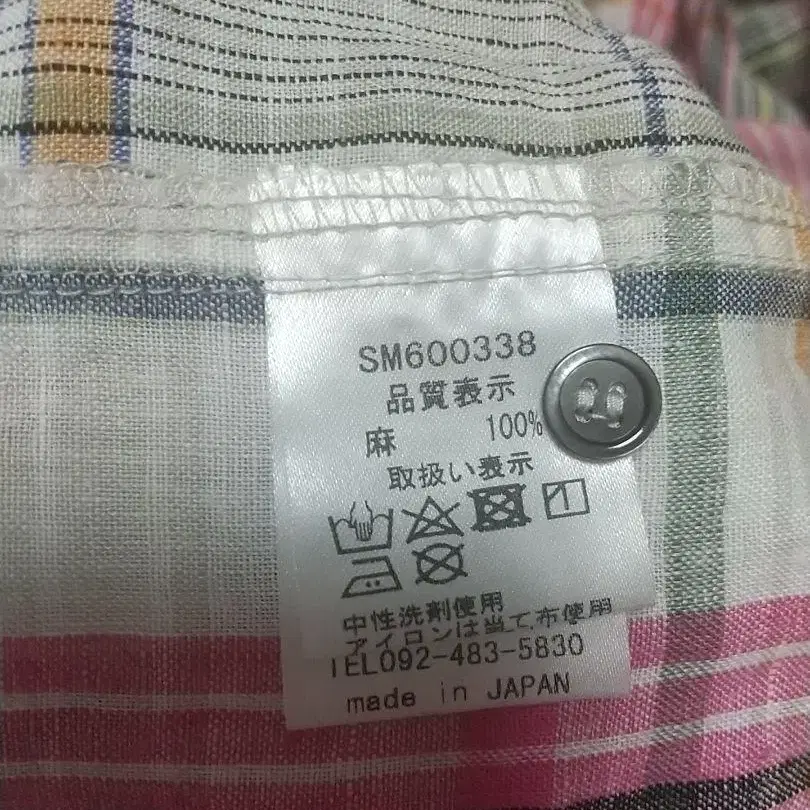 SM600338
品質表示
麻 100%
取扱い表示
中性洗剤使用
アイロンは当て布使用
TEL092-483-5830
made in JAPAN